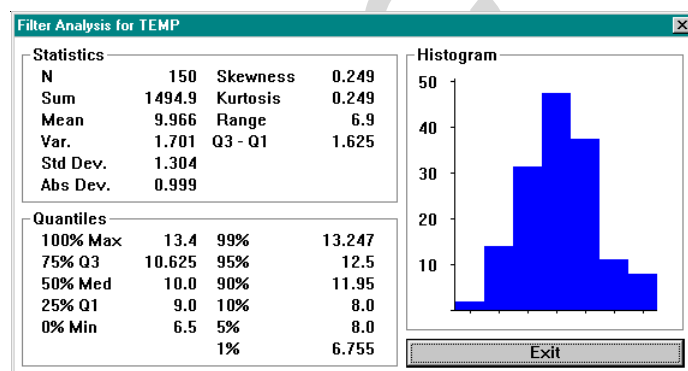 Filter Analysis for TEMP
Statistics
N 150 Skewness 0.249
Sum 1494.9 Kurtosis 0.249
Mean 9.966 Range 6.9
Var. 1.701 Q3 - Q1 1.625
Std Dev. 1.304
Abs Dev. 0.999
Quantiles
100% Max 13.4 99% 13.247
75% Q3 10.625 95% 12.5
50% Med 10.0 90% 11.95
25% Q1 9.0 10% 8.0
0% Min 6.5 5% 8.0
1% 6.755
Histogram
50
40
30
20
10
Exit